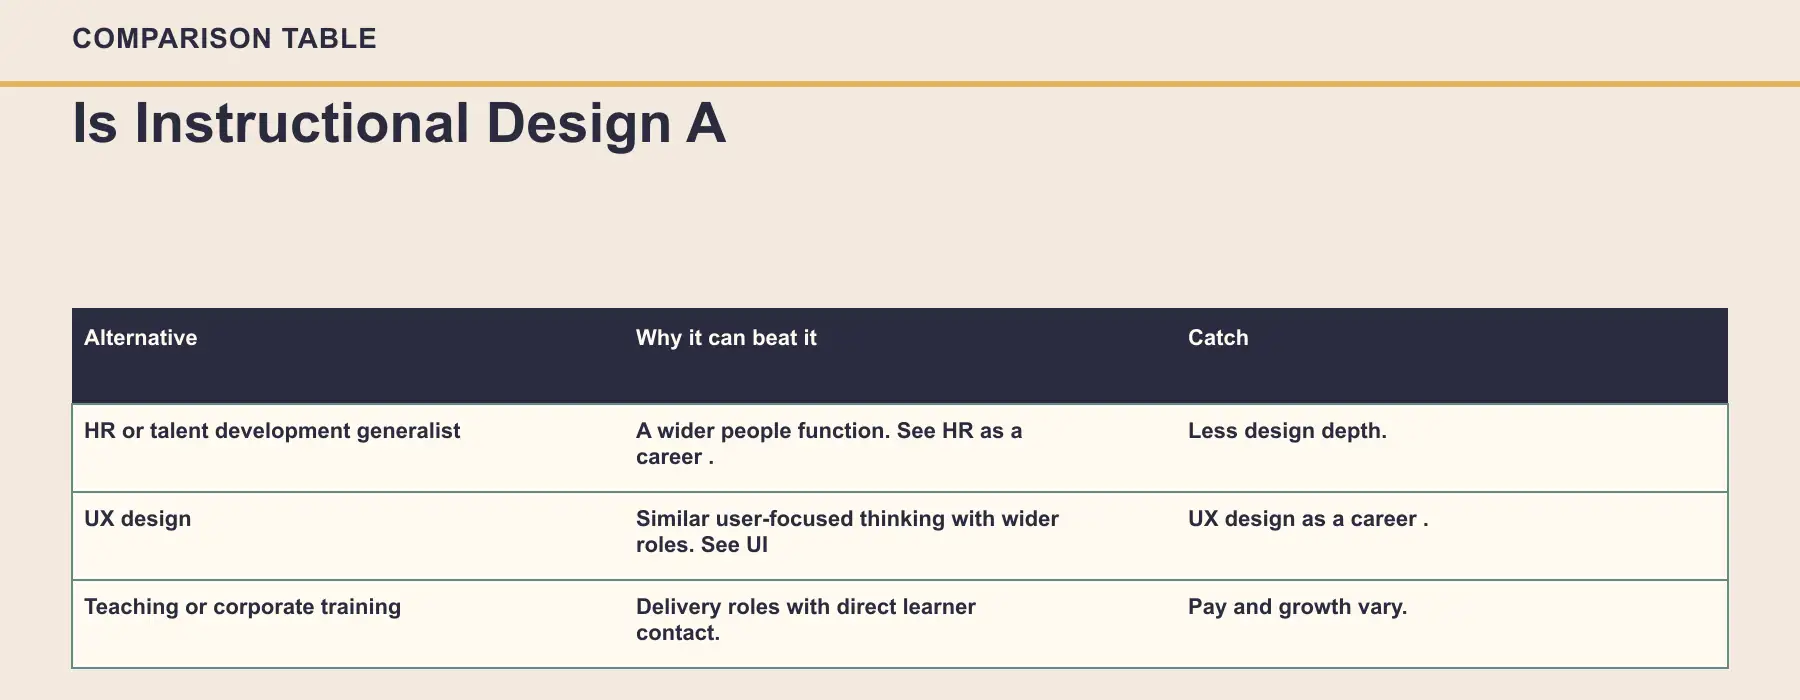 COMPARISON TABLE
Is Instructional Design A
Alternative
Why it can beat it
Catch
HR or talent development generalist
A wider people function. See HR as a
career .
Less design depth.
UX design
Similar user-focused thinking with wider
roles. See UI
UX design as a career .
Teaching or corporate training
Delivery roles with direct learner
contact.
Pay and growth vary.